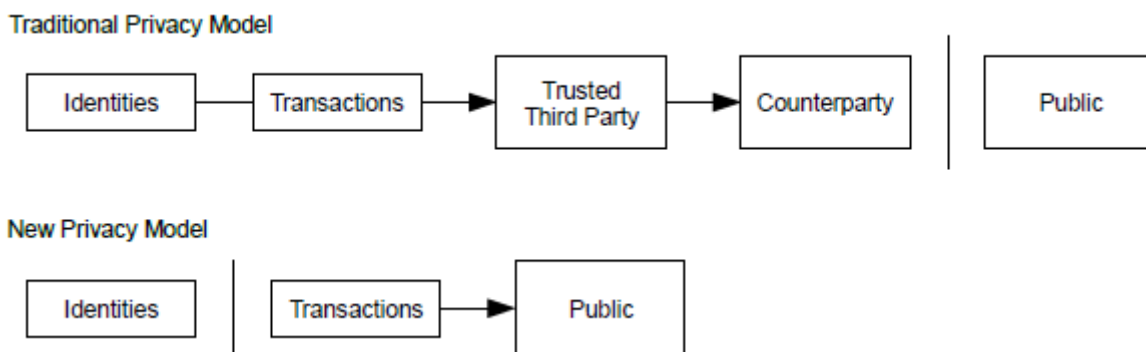 Traditional Privacy Model
Identities
Transactions
Trusted
Third Party
Counterparty
Public
New Privacy Model
Identities
Transactions
Public